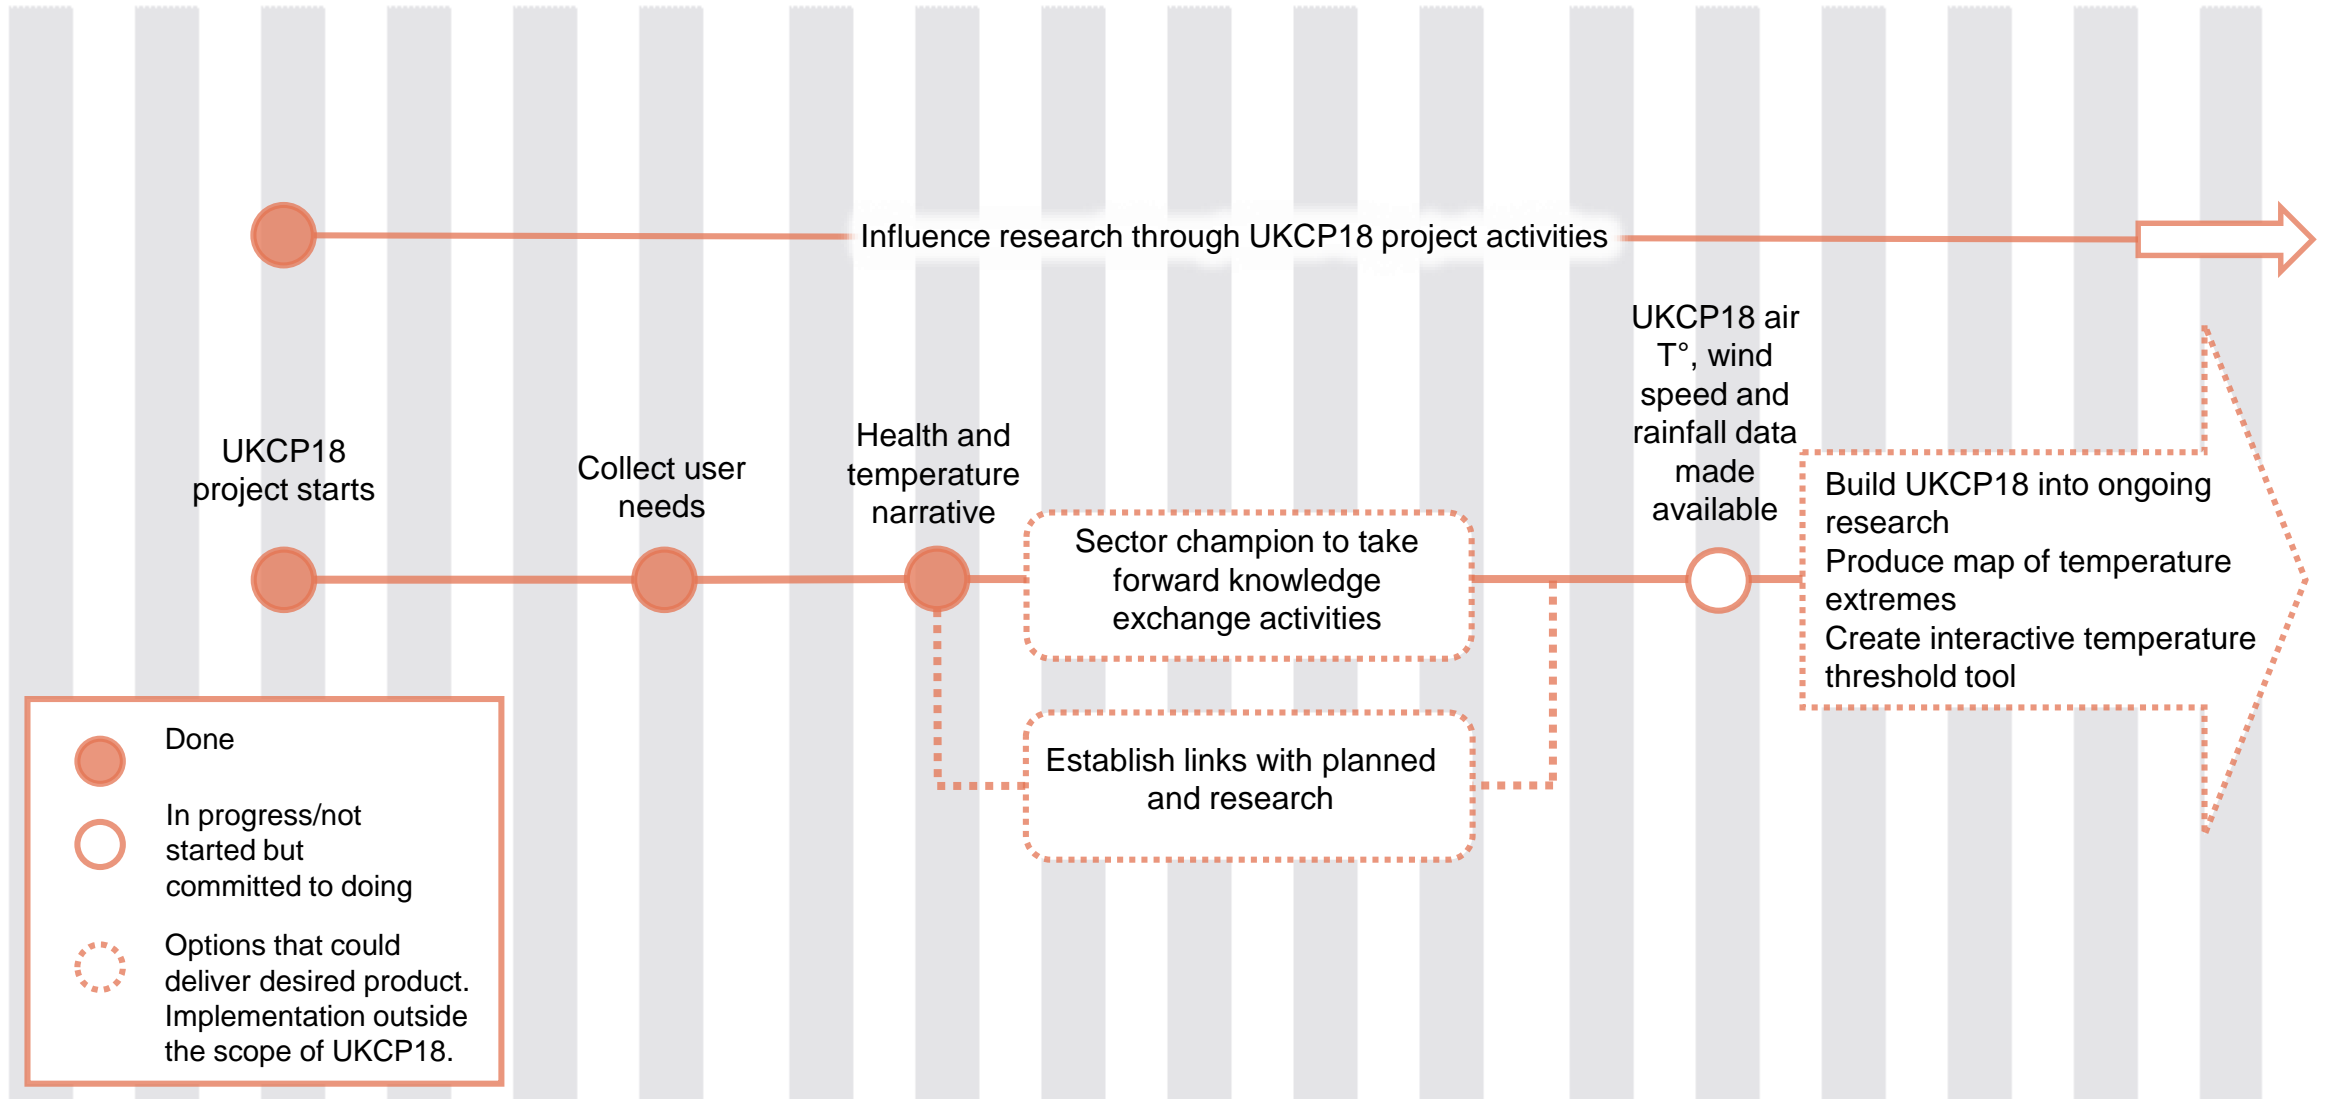 Influence research through UKCP18 project activities
UKCP18
project starts
Collect user
needs
Health and
temperature
narrative
Sector champion to take
forward knowledge
exchange activities
Establish links with planned
and research
UKCP18 air
T°, wind
speed and
rainfall data
made
available
Build UKCP18 into ongoing
research
Produce map of temperature
extremes
Create interactive temperature
threshold tool
Done
In progress/not
started but
committed to doing
Options that could
deliver desired product.
Implementation outside
the scope of UKCP18.